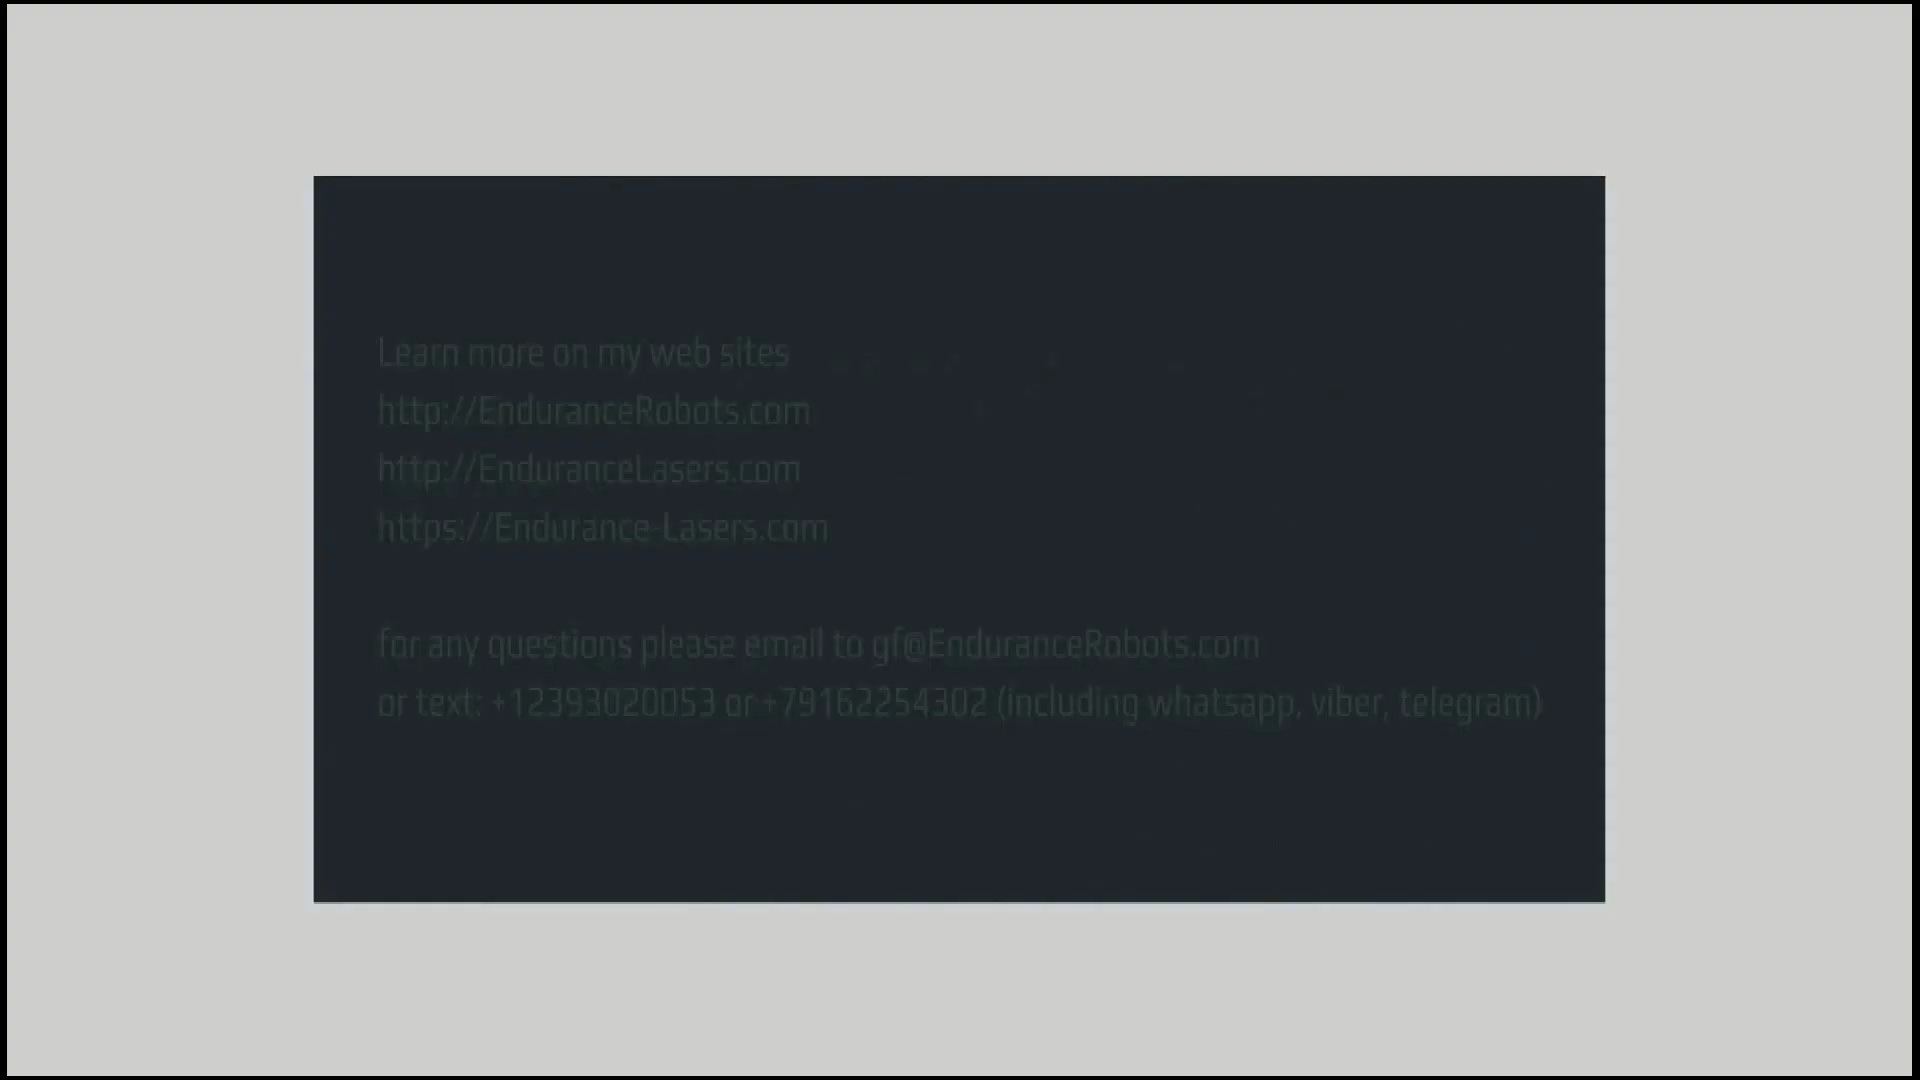 Learn more on my web sites
http://EnduranceRobots.com
http://EnduranceLasers.com
https://Endurance-Lasers.com
for any questions please email to gf@EnduranceRobots.com
or text: +12393020053 or +79162254302 (including whatsapp, viber, telegram)